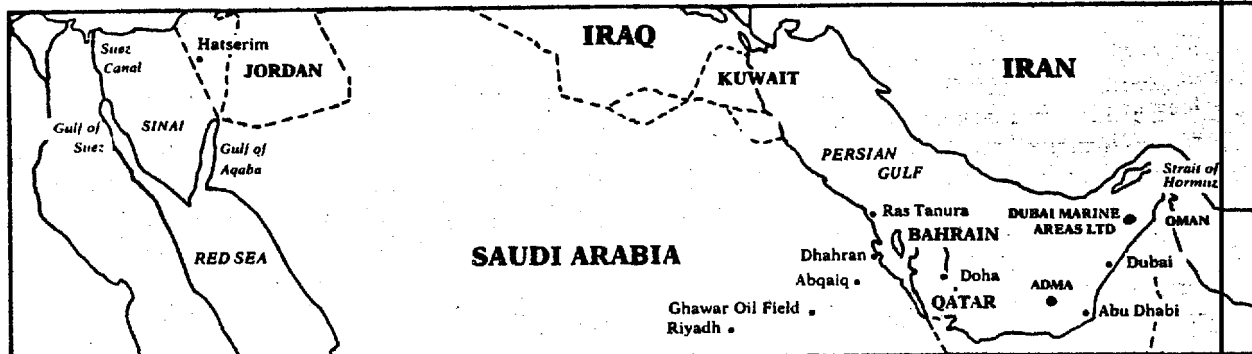 Suez
Canal
Hatserim
JORDAN
IRAQ
KUWAIT
IRAN
Gulf of
Suez
SINAI
Gulf of
Aqaba
PERSIAN
GULF
Strait of
Hormuz
RED SEA
SAUDI ARABIA
Ras Tanura
DUBAI MARINE
AREAS LTD
OMAN
BAHRAIN
Dhahran
Abqaiq
Doha
Dubai
ADMA
QATAR
Ghawar Oil Field
Abu Dhabi
Riyadh